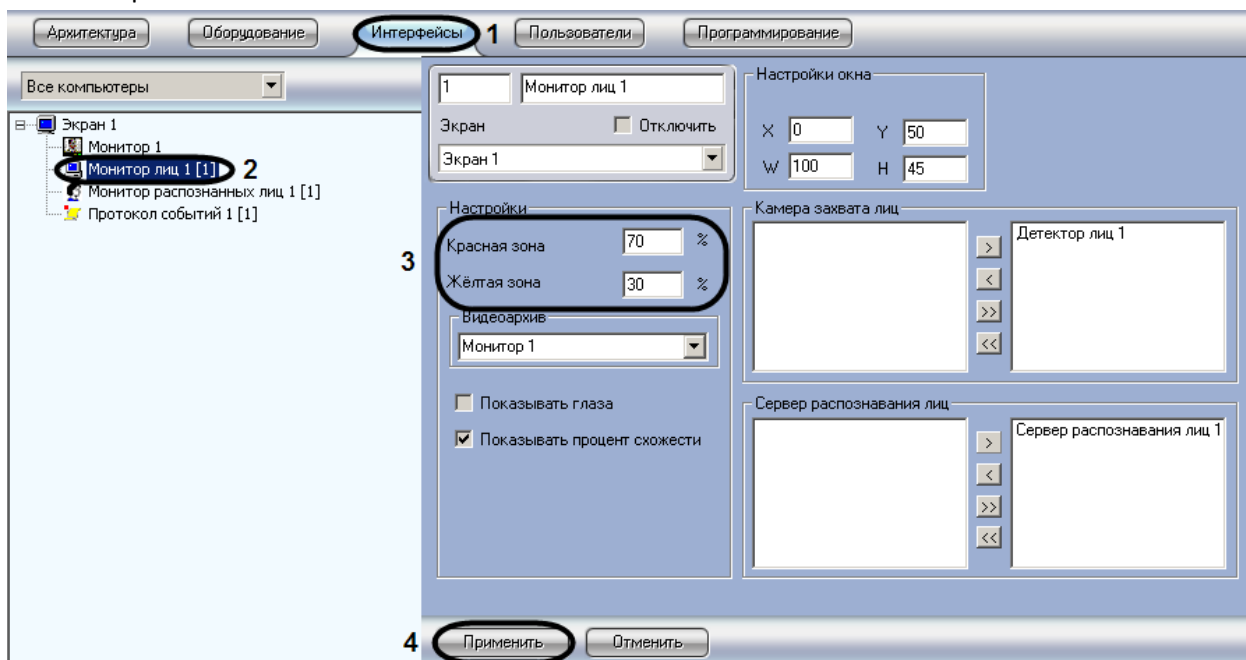 Архитектура Оборудование Интерфейсы 1 Пользователи Программирование
Все компьютеры
Экран 1
Монитор 1
Монитор лиц 1 [1] 2
Монитор распознанных лиц 1 [1]
Протокол событий 1 [1]
1 Монитор лиц 1
Экран Отключить
Экран 1
Настройки окна
X 0 Y 50
W 100 H 45
Настройки
3
Красная зона 70 %
Жёлтая зона 30 %
Видеоархив
Монитор 1
Показывать глаза
Показывать процент схожести
Камера захвата лиц
Детектор лиц 1
>
<
>>
<<
Сервер распознавания лиц
Сервер распознавания лиц 1
>
<
>>
<<
4 Применить Отменить